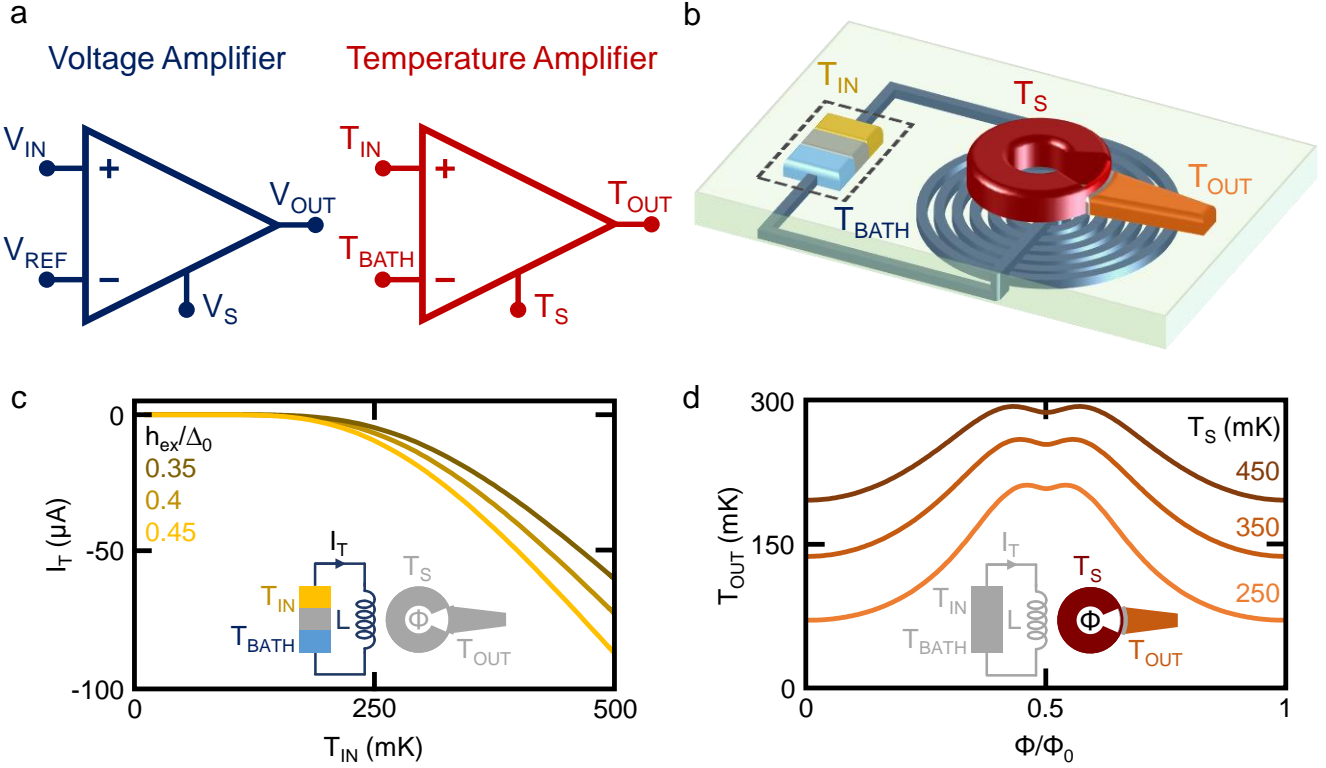 a
Voltage Amplifier
Temperature Amplifier
V_IN
+
V_OUT
V_REF
−
V_S
T_IN
+
T_OUT
T_BATH
−
T_S
b
T_IN
T_S
T_OUT
T_BATH
c
0
-50
-100
I_T (μA)
h_ex/Δ_0
0.35
0.4
0.45
I_T
T_IN
L
T_BATH
T_S
Φ
T_OUT
0
250
500
T_IN (mK)
d
300
150
0
T_OUT (mK)
T_S (mK)
450
350
250
I_T
T_IN
L
T_BATH
T_S
Φ
T_OUT
0
0.5
1
Φ/Φ_0